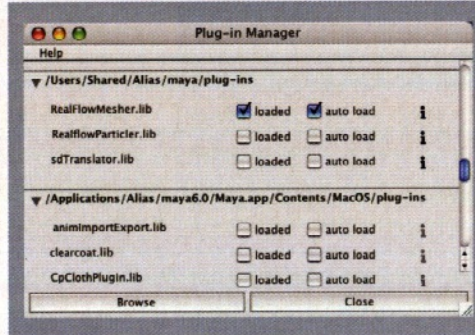 Plug-in Manager
Help
/Users/Shared/Alias/maya/plug-ins
RealFlowMesher.lib loaded auto load i
RealflowParticler.lib loaded auto load i
sdTranslator.lib loaded auto load i
/Applications/Alias/maya6.0/Maya.app/Contents/MacOS/plug-ins
animImportExport.lib loaded auto load i
clearcoat.lib loaded auto load i
CpClothPlugin.lib loaded auto load i
Browse Close